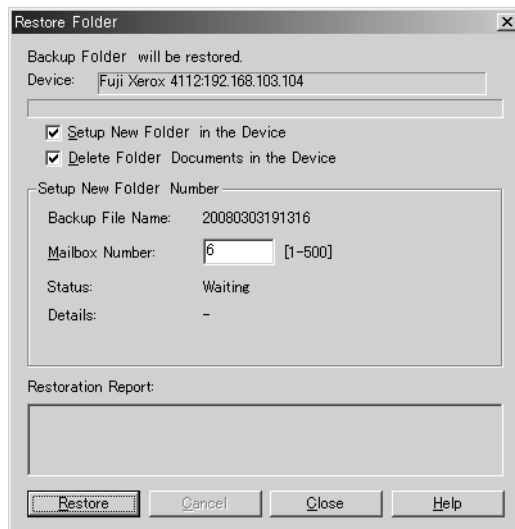 Restore Folder
Backup Folder will be restored.
Device: Fuji Xerox 4112:192.168.103.104
Setup New Folder in the Device
Delete Folder Documents in the Device
Setup New Folder Number
Backup File Name: 20080303191316
Mailbox Number: 6 [1-500]
Status: Waiting
Details: -
Restoration Report:
Restore Cancel Close Help